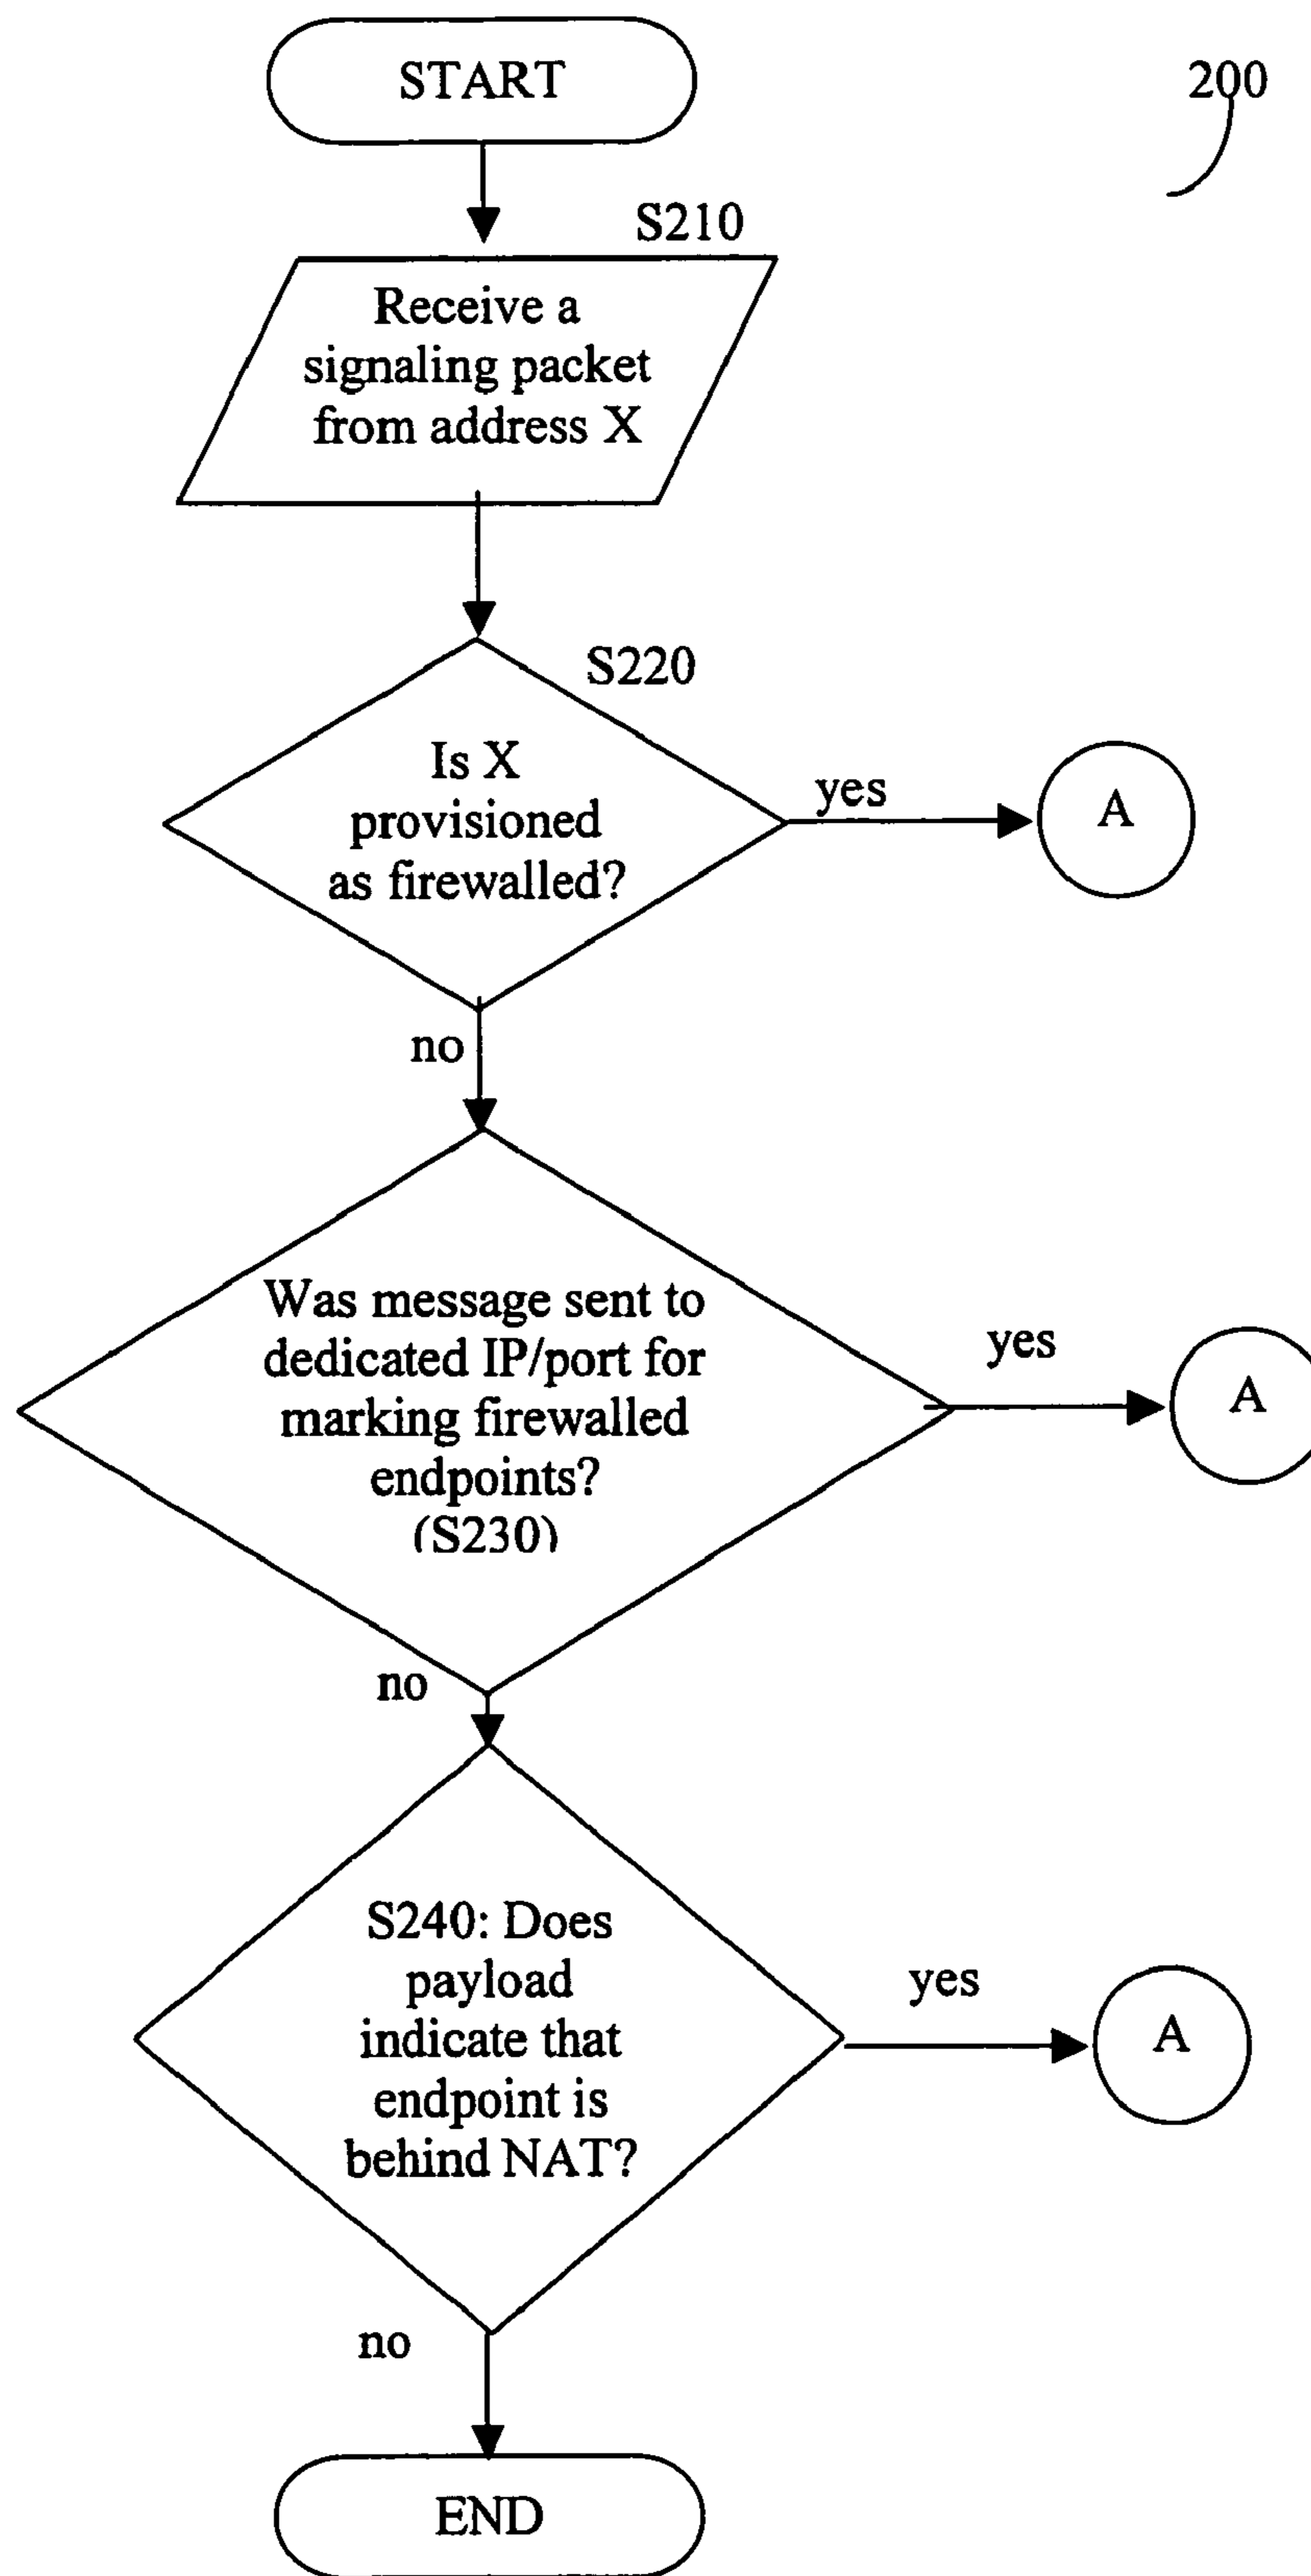 START
200
S210
Receive a
signaling packet
from address X
S220
Is X
provisioned
as firewalled?
yes
A
no
Was message sent to
dedicated IP/port for
marking firewalled
endpoints?
(S230)
yes
A
no
S240: Does
payload
indicate that
endpoint is
behind NAT?
yes
A
no
END